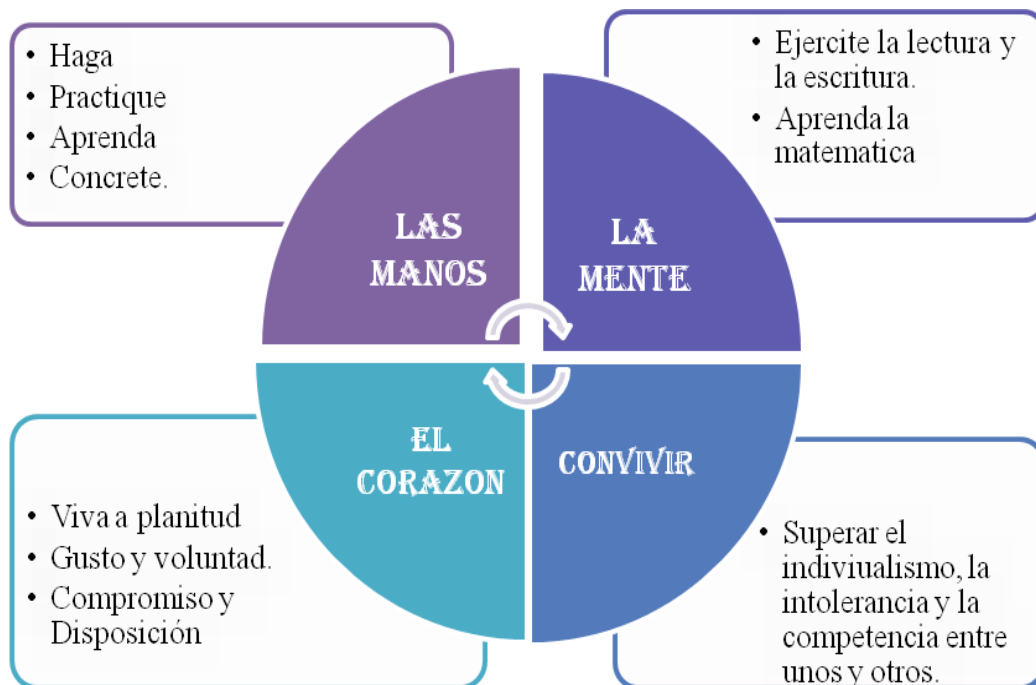 • Haga
• Practique
• Aprenda
• Concrete.
• Ejercite la lectura y
la escritura.
• Aprenda la
matematica
LAS
MANOS
LA
MENTE
EL
CORAZON
CONVIVIR
• Viva a planitud
• Gusto y voluntad.
• Compromiso y
Disposición
• Superar el
indiviualismo, la
intolerancia y la
competencia entre
unos y otros.